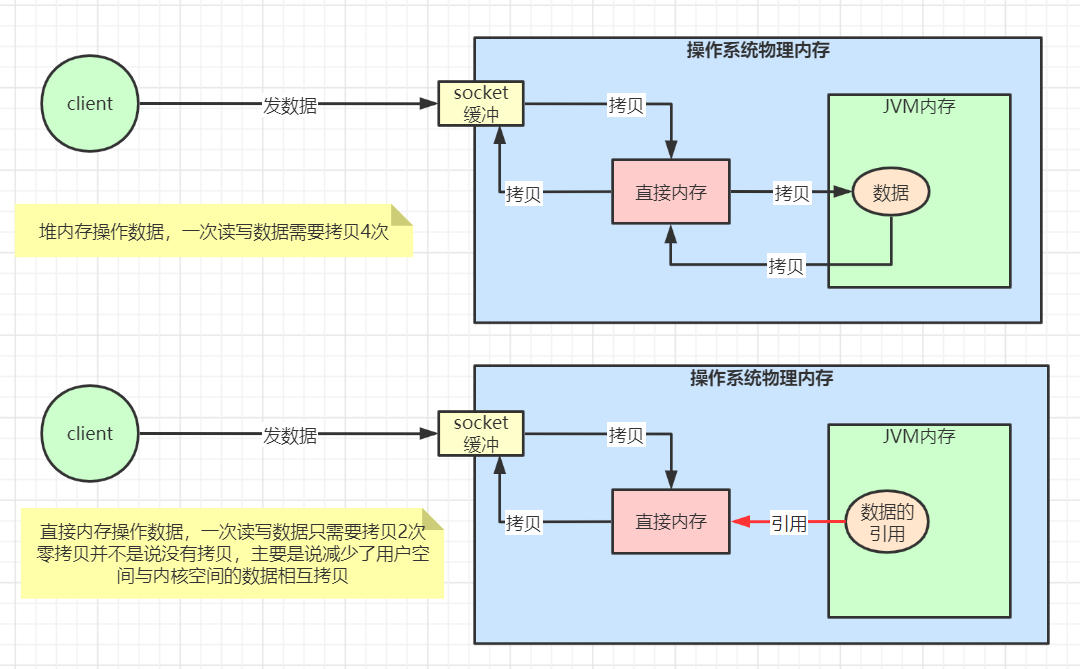 操作系统物理内存
client
发数据
socket
缓冲
拷贝
JVM内存
拷贝
直接内存
拷贝
数据
堆内存操作数据，一次读写数据需要拷贝4次
拷贝
操作系统物理内存
client
发数据
socket
缓冲
拷贝
JVM内存
拷贝
直接内存
引用
数据的
引用
直接内存操作数据，一次读写数据只需要拷贝2次
零拷贝并不是说没有拷贝，主要是说减少了用户空
间与内核空间的数据相互拷贝